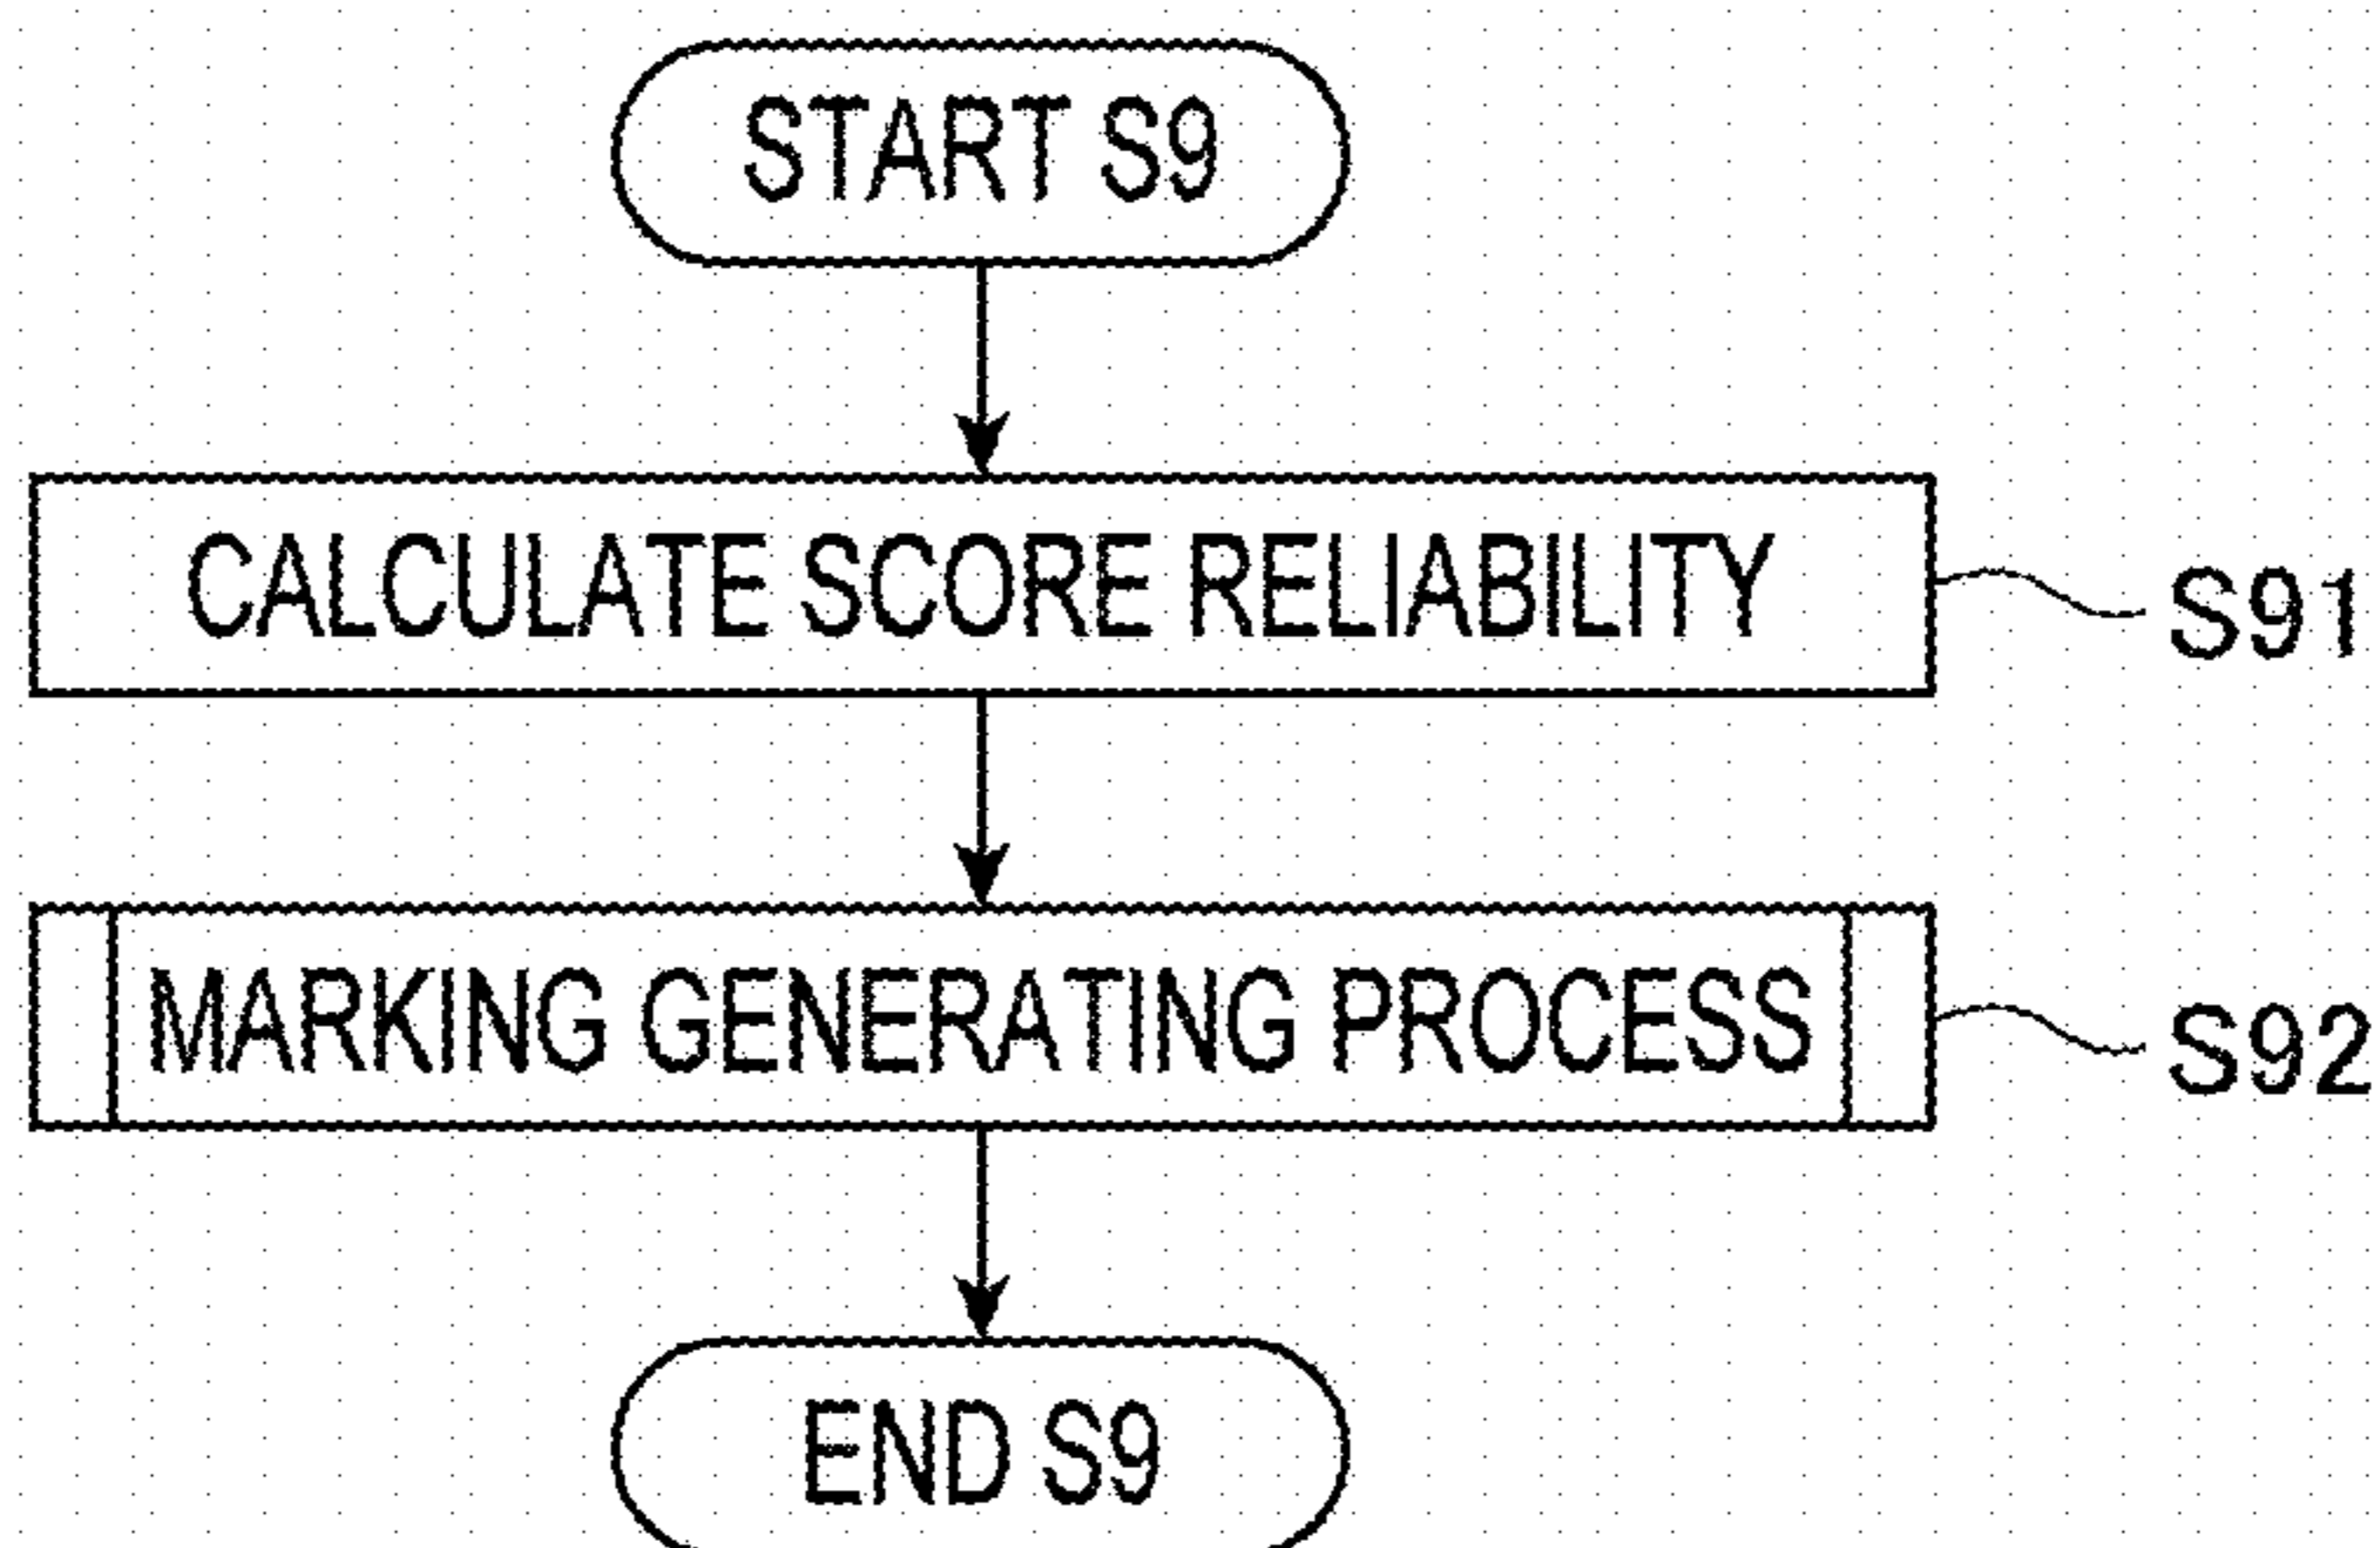 START S9
CALCULATE SCORE RELIABILITY
S91
MARKING GENERATING PROCESS
S92
END S9